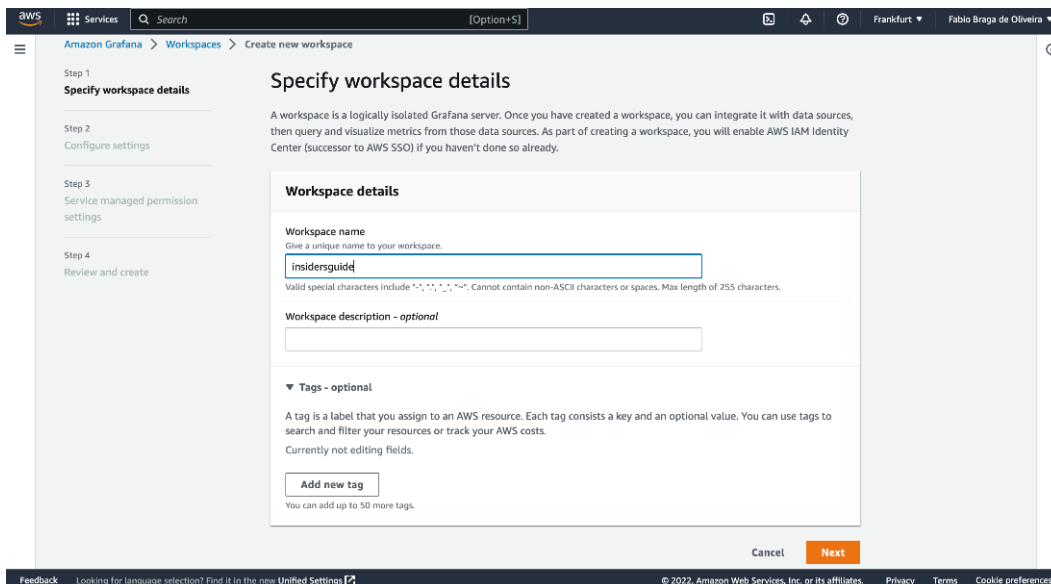 aws
Services
Search
[Option+S]
Frankfurt ▼
Fabio Braga de Oliveira ▼
Amazon Grafana > Workspaces > Create new workspace
Step 1
Specify workspace details
Step 2
Configure settings
Step 3
Service managed permission
settings
Step 4
Review and create
Specify workspace details
A workspace is a logically isolated Grafana server. Once you have created a workspace, you can integrate it with data sources,
then query and visualize metrics from those data sources. As part of creating a workspace, you will enable AWS IAM Identity
Center (successor to AWS SSO) if you haven't done so already.
Workspace details
Workspace name
Give a unique name to your workspace.
insidersguide
Valid special characters include "-", ".", "_", "~". Cannot contain non-ASCII characters or spaces. Max length of 255 characters.
Workspace description - optional
▼ Tags - optional
A tag is a label that you assign to an AWS resource. Each tag consists a key and an optional value. You can use tags to
search and filter your resources or track your AWS costs.
Currently not editing fields.
Add new tag
You can add up to 50 more tags.
Cancel
Next
Feedback
Looking for language selection? Find it in the new Unified Settings
© 2022, Amazon Web Services, Inc. or its affiliates.
Privacy
Terms
Cookie preferences